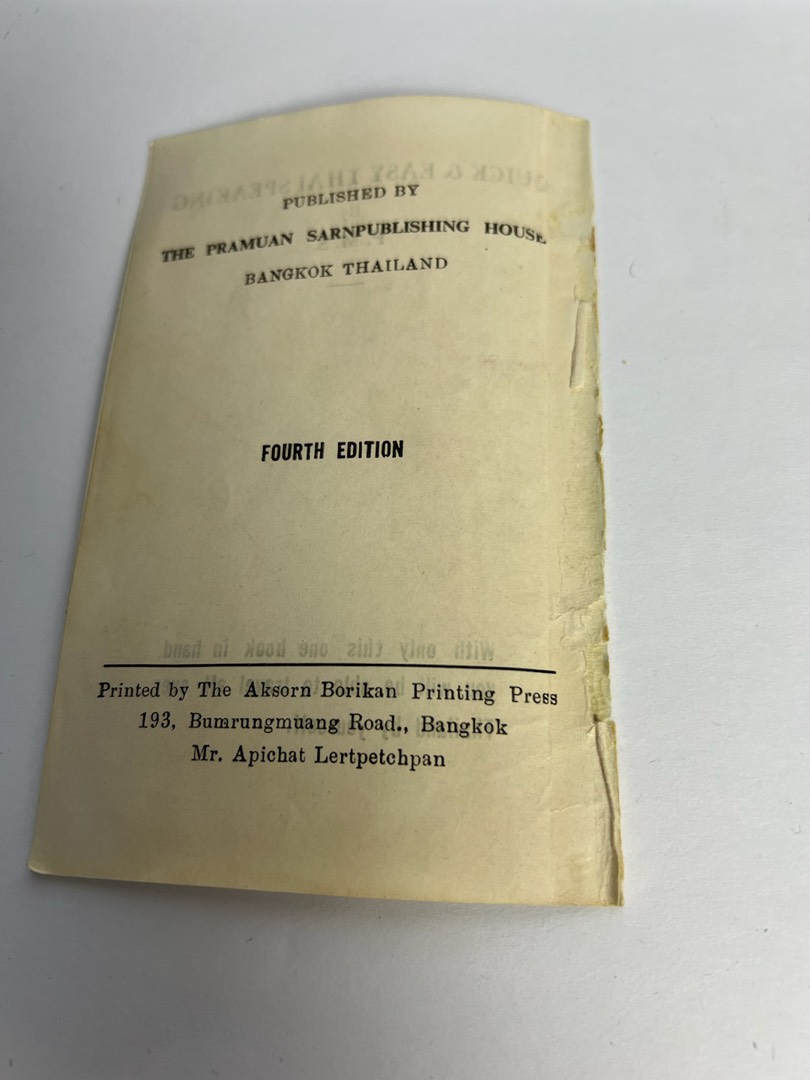 PUBLISHED BY
THE PRAMUAN SARNPUBLISHING HOUSE
BANGKOK THAILAND
FOURTH EDITION
Printed by The Aksorn Borikan Printing Press
193, Bumrungmuang Road., Bangkok
Mr. Apichat Lertpetchpan